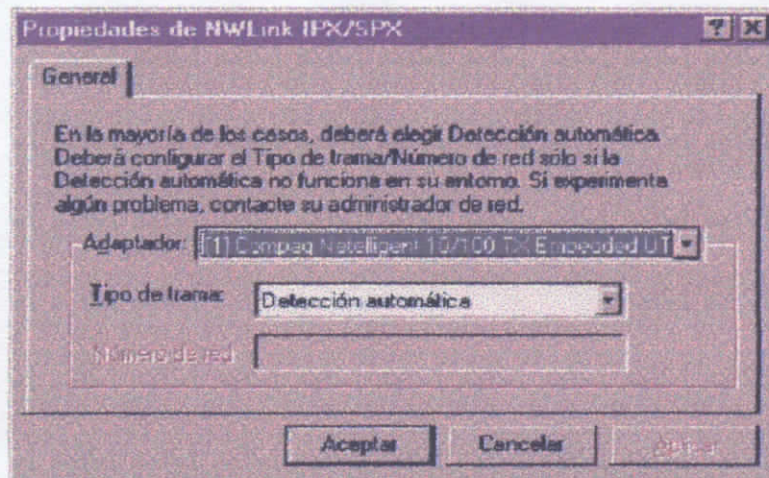 Propiedades de NWLink IPX/SPX
General
En la mayoría de los casos, deberá elegir Detección automática.
Deberá configurar el Tipo de trama/Número de red sólo si la
Detección automática no funciona en su entorno. Si experimenta
algún problema, contacte su administrador de red.
Adaptador: [1] Compaq Netelligent 10/100 TX Embedded UT
Tipo de trama: Detección automática
Número de red
Aceptar Cancelar Aplicar